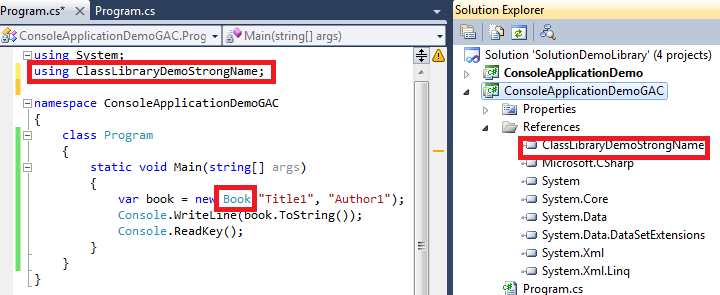 Program.cs*
Program.cs
ConsoleApplicationDemoGAC.Prog
Main(string[] args)
using System;
using ClassLibraryDemoStrongName;
namespace ConsoleApplicationDemoGAC
{
class Program
{
static void Main(string[] args)
{
var book = new Book "Title1", "Author1");
Console.WriteLine(book.ToString());
Console.ReadKey();
}
}
}
Solution Explorer
Solution 'SolutionDemoLibrary' (4 projects)
ConsoleApplicationDemo
ConsoleApplicationDemoGAC
Properties
References
ClassLibraryDemoStrongName
Microsoft.CSharp
System
System.Core
System.Data
System.Data.DataSetExtensions
System.Xml
System.Xml.Linq
Program.cs